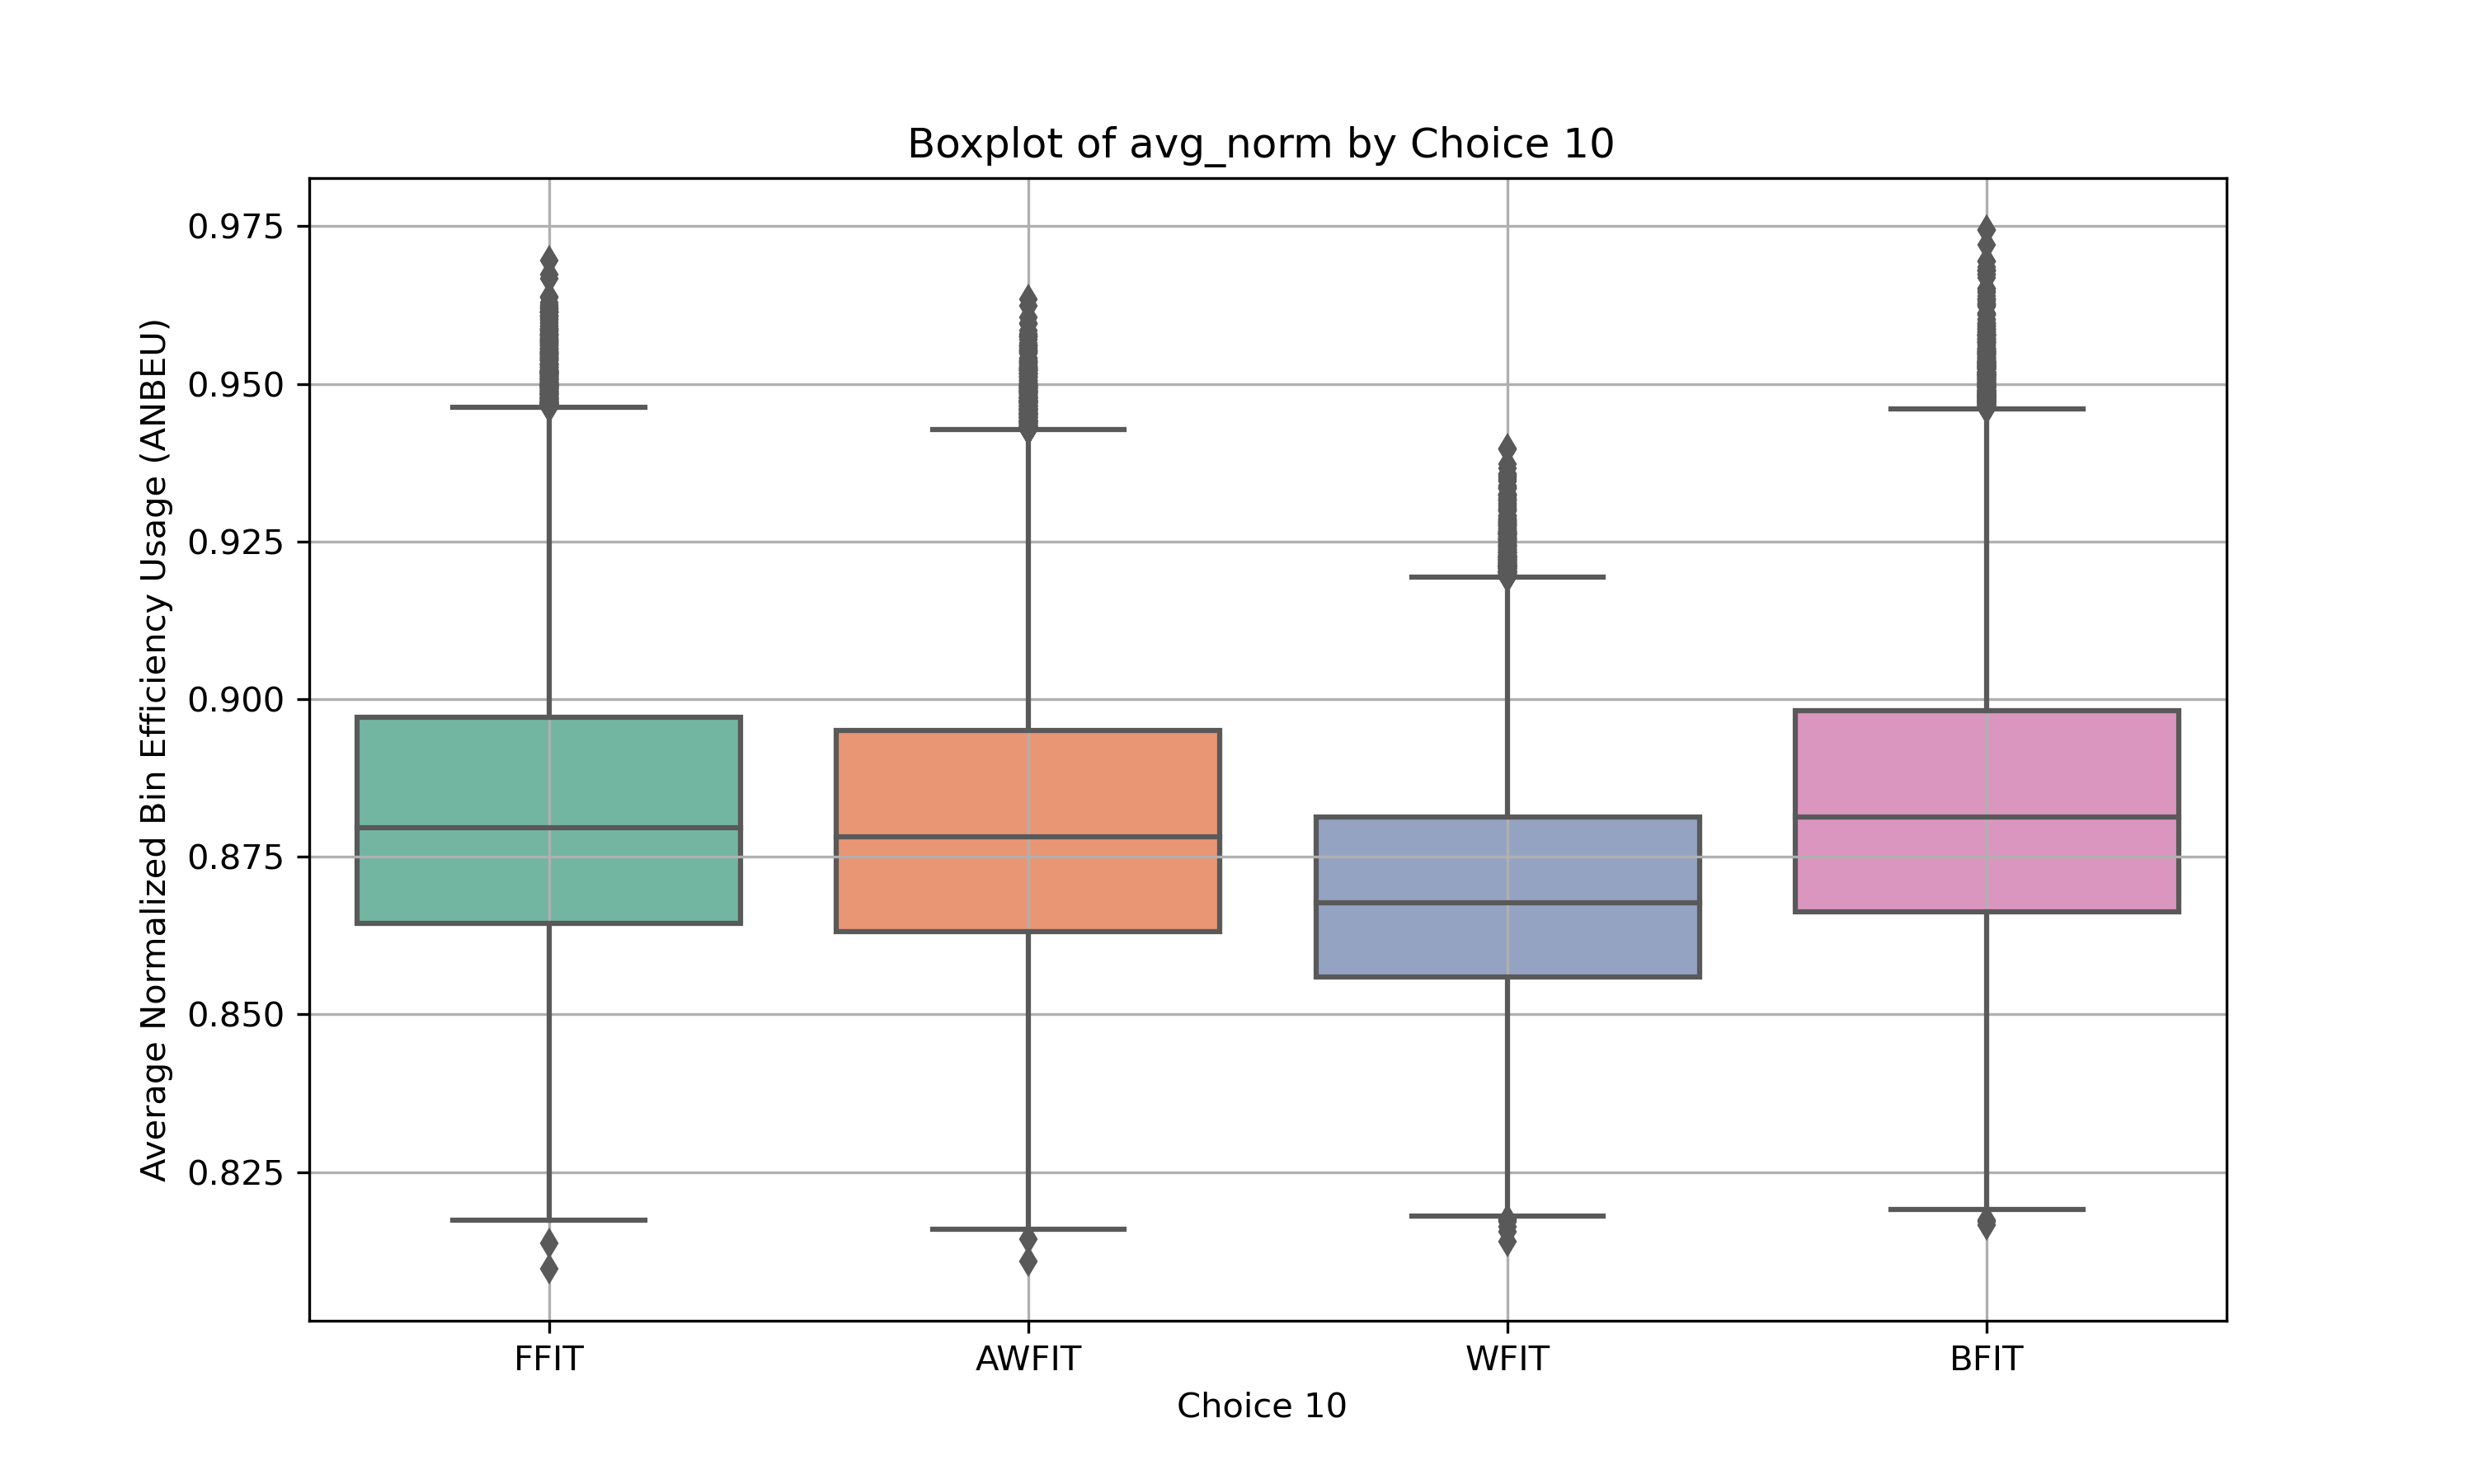 Boxplot of avg_norm by Choice 10
Average Normalized Bin Efficiency Usage (ANBEU)
0.975
0.950
0.925
0.900
0.875
0.850
0.825
FFIT
AWFIT
WFIT
BFIT
Choice 10